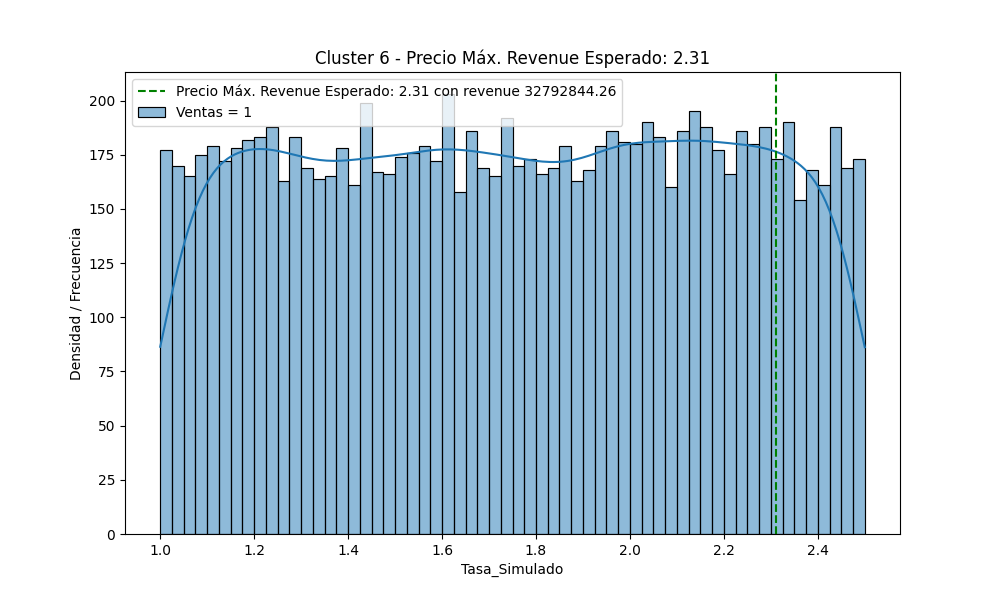 Cluster 6 - Precio Máx. Revenue Esperado: 2.31
Precio Máx. Revenue Esperado: 2.31 con revenue 32792844.26
Ventas = 1
Densidad / Frecuencia
200
175
150
125
100
75
50
25
0
1.0 1.2 1.4 1.6 1.8 2.0 2.2 2.4
Tasa_Simulado